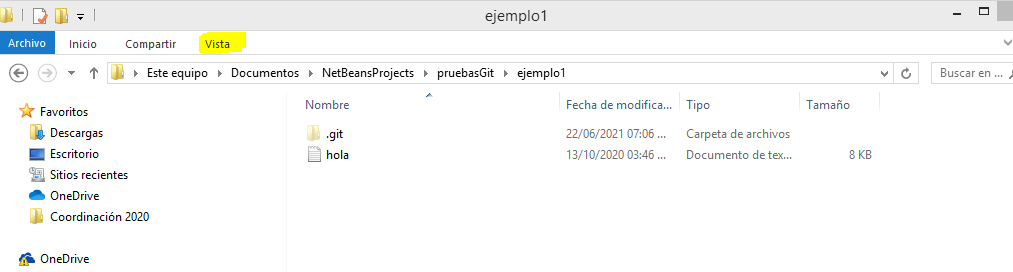 ejemplo1
Archivo Inicio Compartir Vista
Este equipo Documentos NetBeansProjects pruebasGit ejemplo1 Buscar en ...
Nombre Fecha de modifica... Tipo Tamaño
Favoritos
Descargas
Escritorio
Sitios recientes
OneDrive
Coordinación 2020
OneDrive
.git 22/06/2021 07:06 ... Carpeta de archivos
hola 13/10/2020 03:46 ... Documento de tex... 8 KB